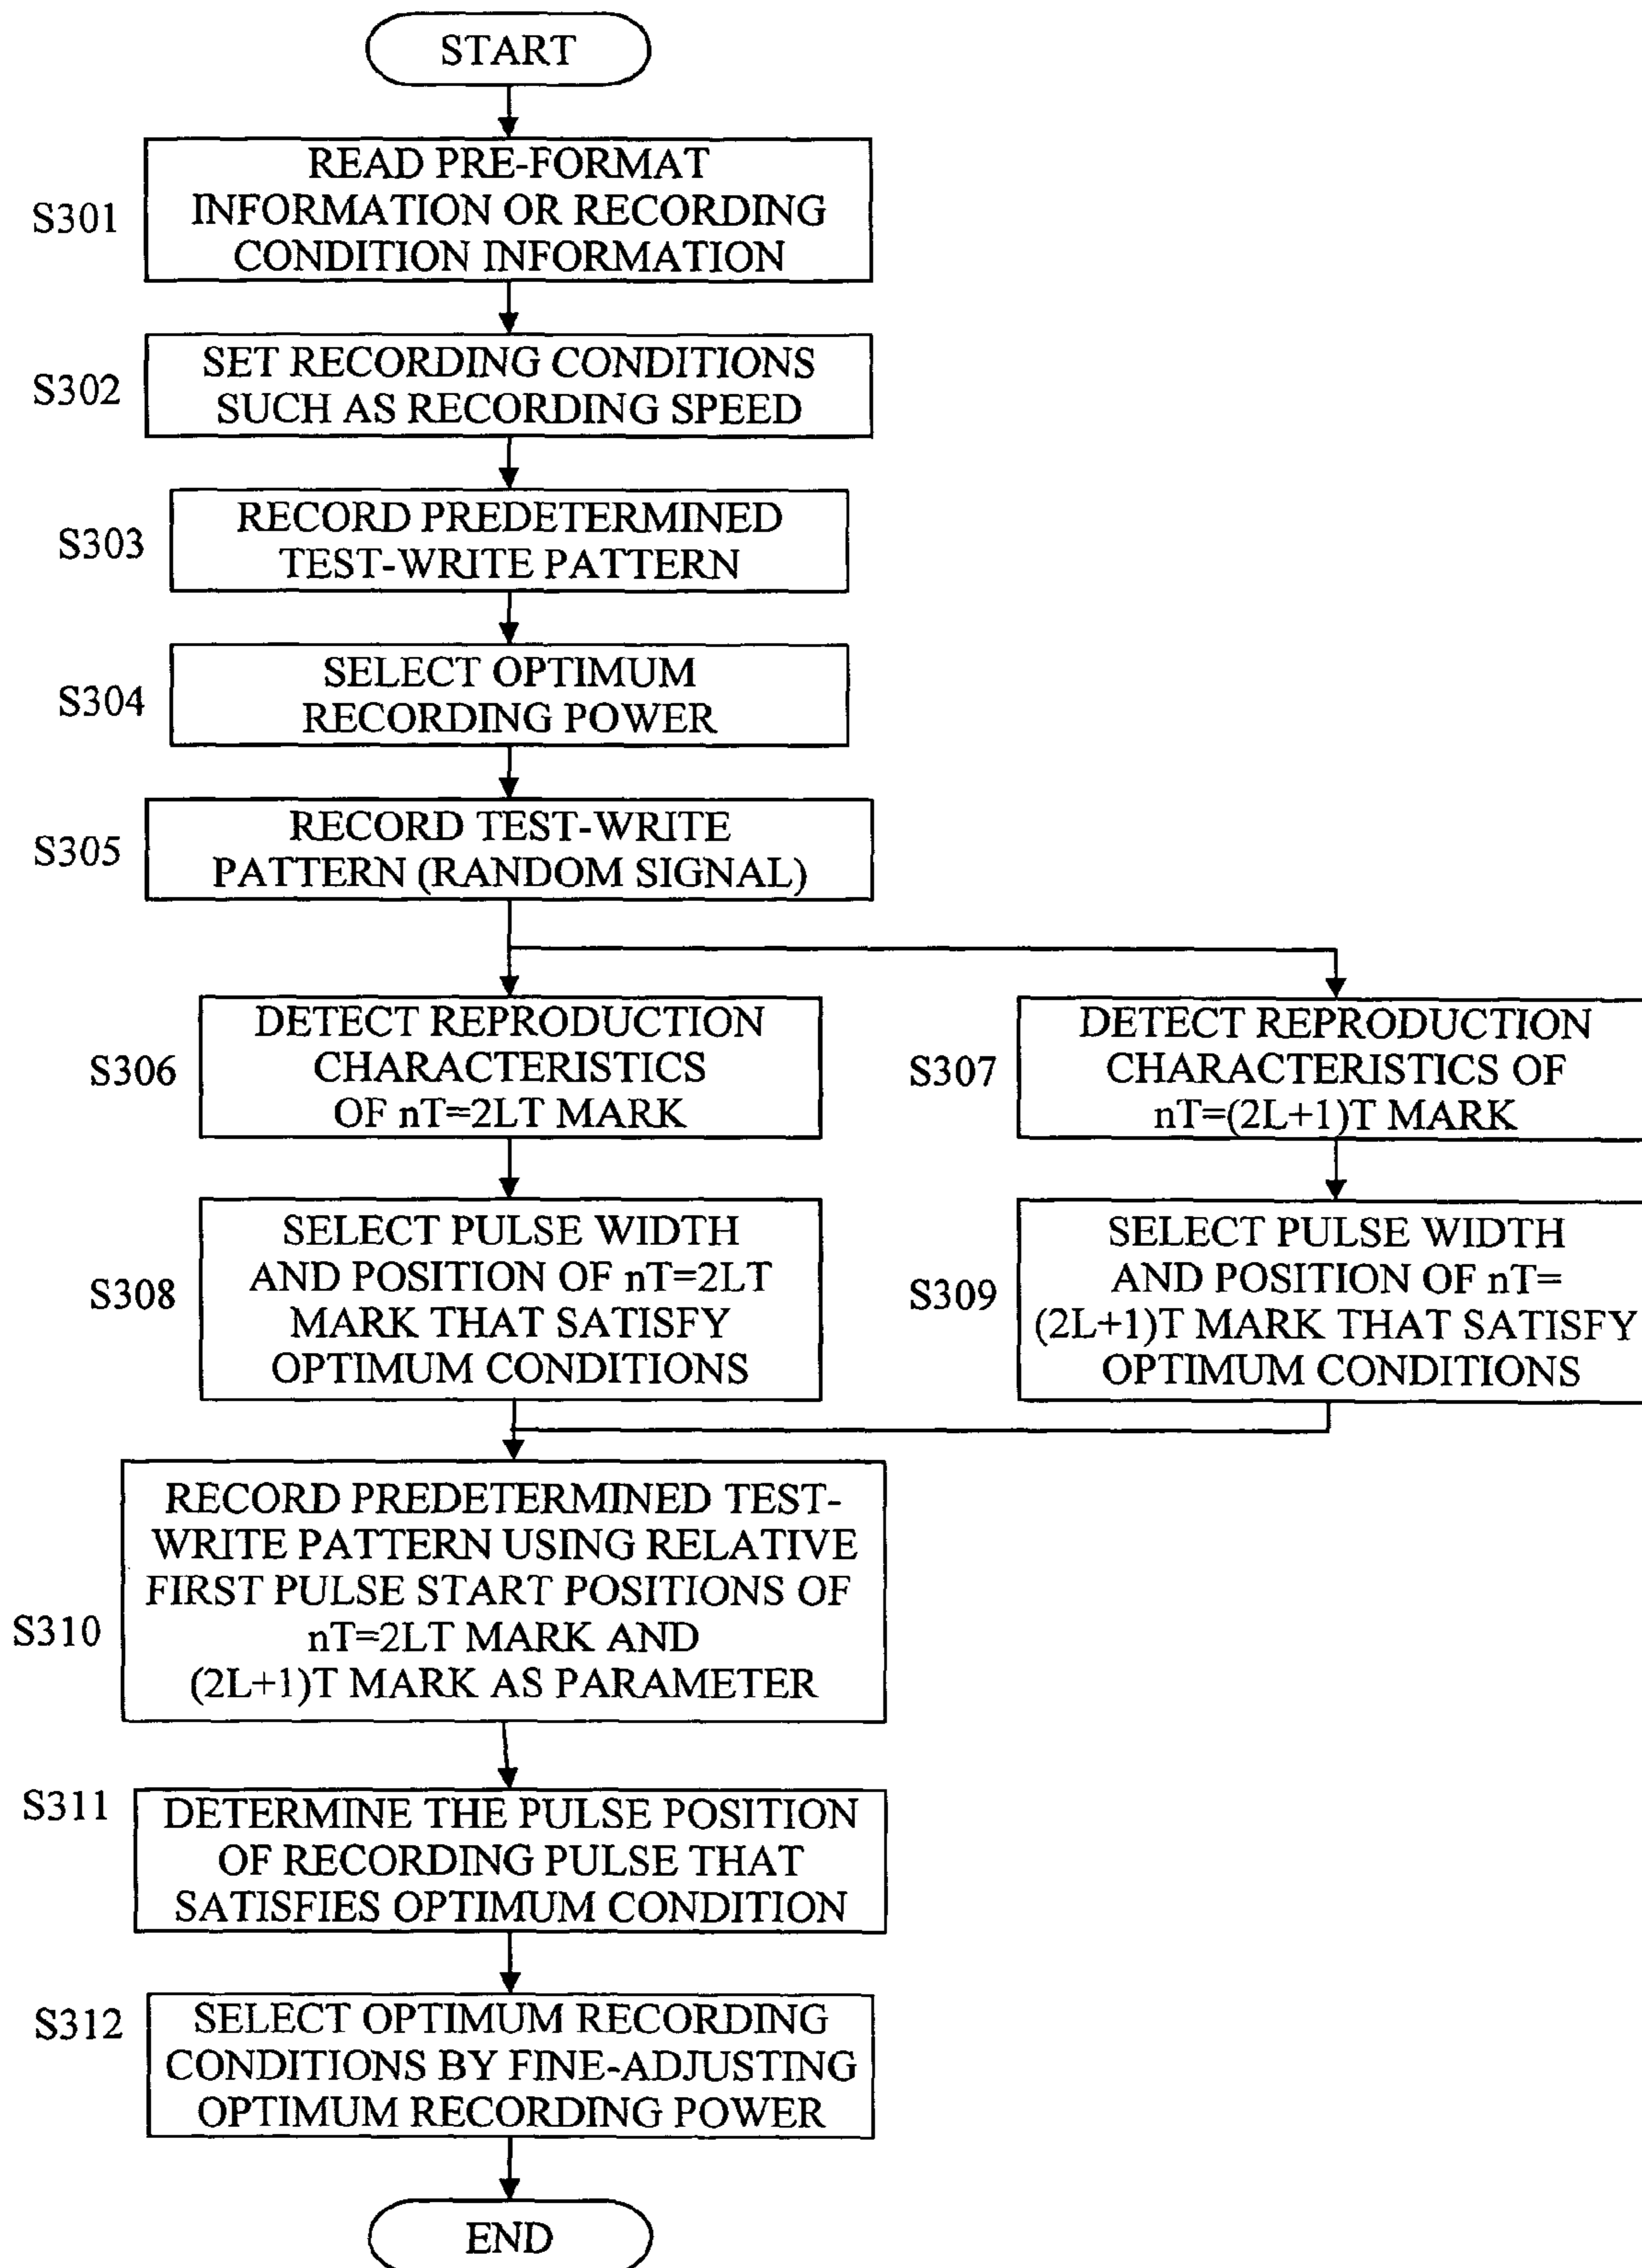 START
S301
READ PRE-FORMAT
INFORMATION OR RECORDING
CONDITION INFORMATION
S302
SET RECORDING CONDITIONS
SUCH AS RECORDING SPEED
S303
RECORD PREDETERMINED
TEST-WRITE PATTERN
S304
SELECT OPTIMUM
RECORDING POWER
S305
RECORD TEST-WRITE
PATTERN (RANDOM SIGNAL)
S306
DETECT REPRODUCTION
CHARACTERISTICS
OF nT=2LT MARK
S307
DETECT REPRODUCTION
CHARACTERISTICS OF
nT=(2L+1)T MARK
S308
SELECT PULSE WIDTH
AND POSITION OF nT=2LT
MARK THAT SATISFY
OPTIMUM CONDITIONS
S309
SELECT PULSE WIDTH
AND POSITION OF nT=
(2L+1)T MARK THAT SATISFY
OPTIMUM CONDITIONS
S310
RECORD PREDETERMINED TEST-
WRITE PATTERN USING RELATIVE
FIRST PULSE START POSITIONS OF
nT=2LT MARK AND
(2L+1)T MARK AS PARAMETER
S311
DETERMINE THE PULSE POSITION
OF RECORDING PULSE THAT
SATISFIES OPTIMUM CONDITION
S312
SELECT OPTIMUM RECORDING
CONDITIONS BY FINE-ADJUSTING
OPTIMUM RECORDING POWER
END